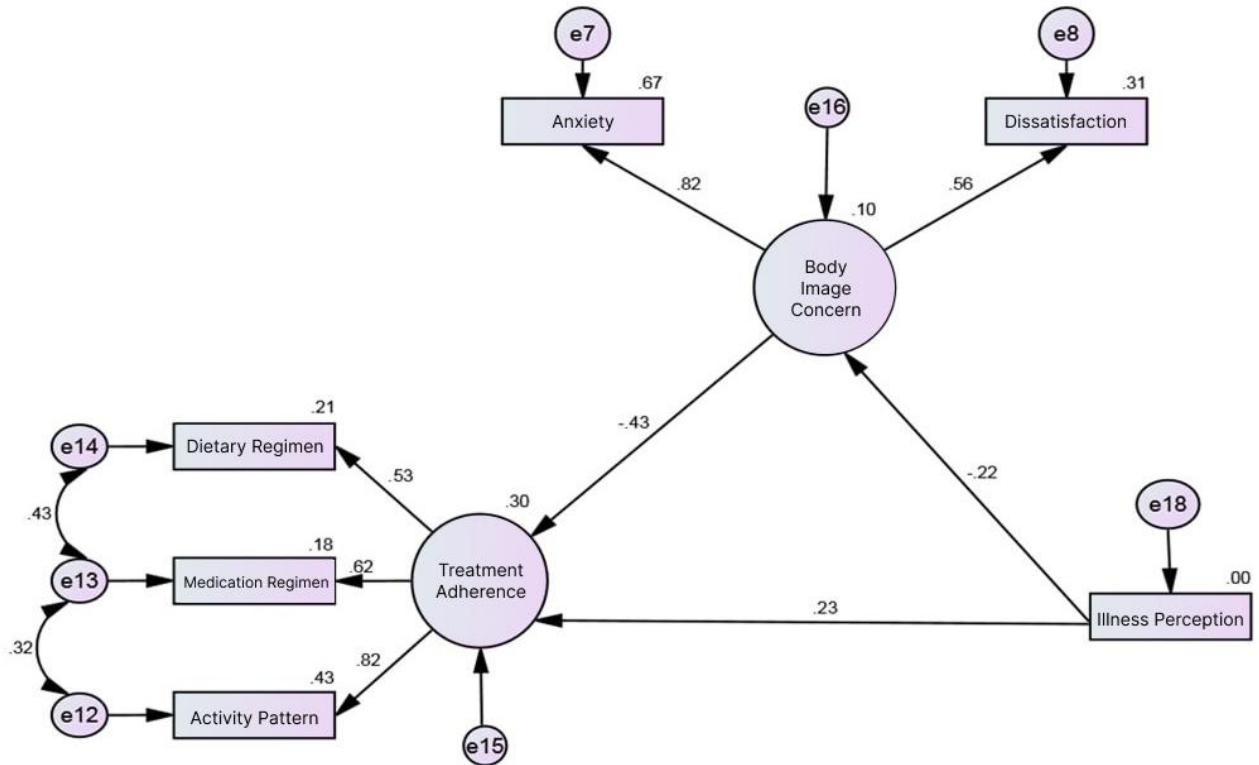 e7
e8
.67
.31
Anxiety
e16
Dissatisfaction
.82
.56
.10
Body
Image
Concern
.21
-.43
e14
Dietary Regimen
.53
-.22
.30
e18
.43
.18
e13
Medication Regimen
.62
Treatment
Adherence
.00
.23
Illness Perception
.32
.82
.43
e12
Activity Pattern
e15